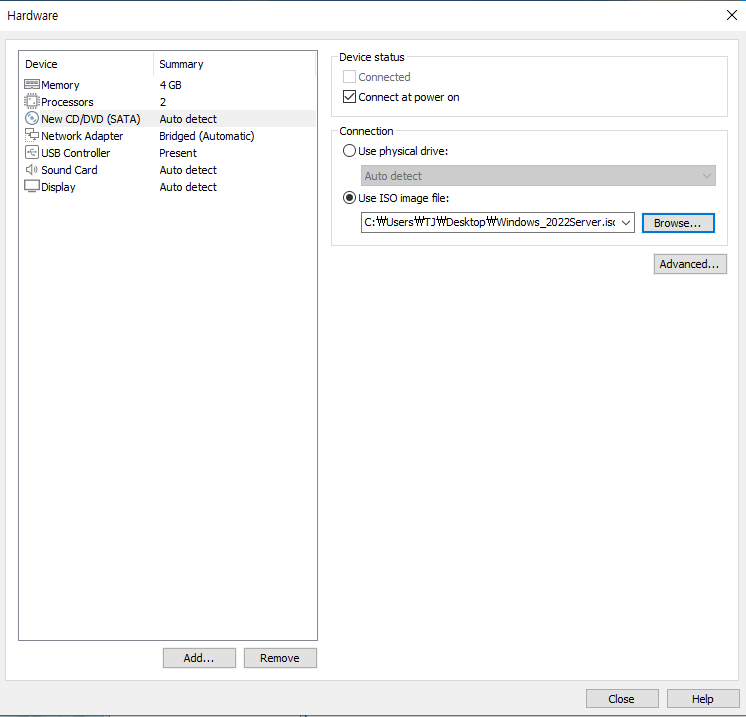 Hardware
Device Summary
Memory 4 GB
Processors 2
New CD/DVD (SATA) Auto detect
Network Adapter Bridged (Automatic)
USB Controller Present
Sound Card Auto detect
Display Auto detect
Add... Remove
Device status
Connected
Connect at power on
Connection
Use physical drive:
Auto detect
Use ISO image file:
C:₩Users₩TJ₩Desktop₩Windows_2022Server.iso Browse...
Advanced...
Close Help